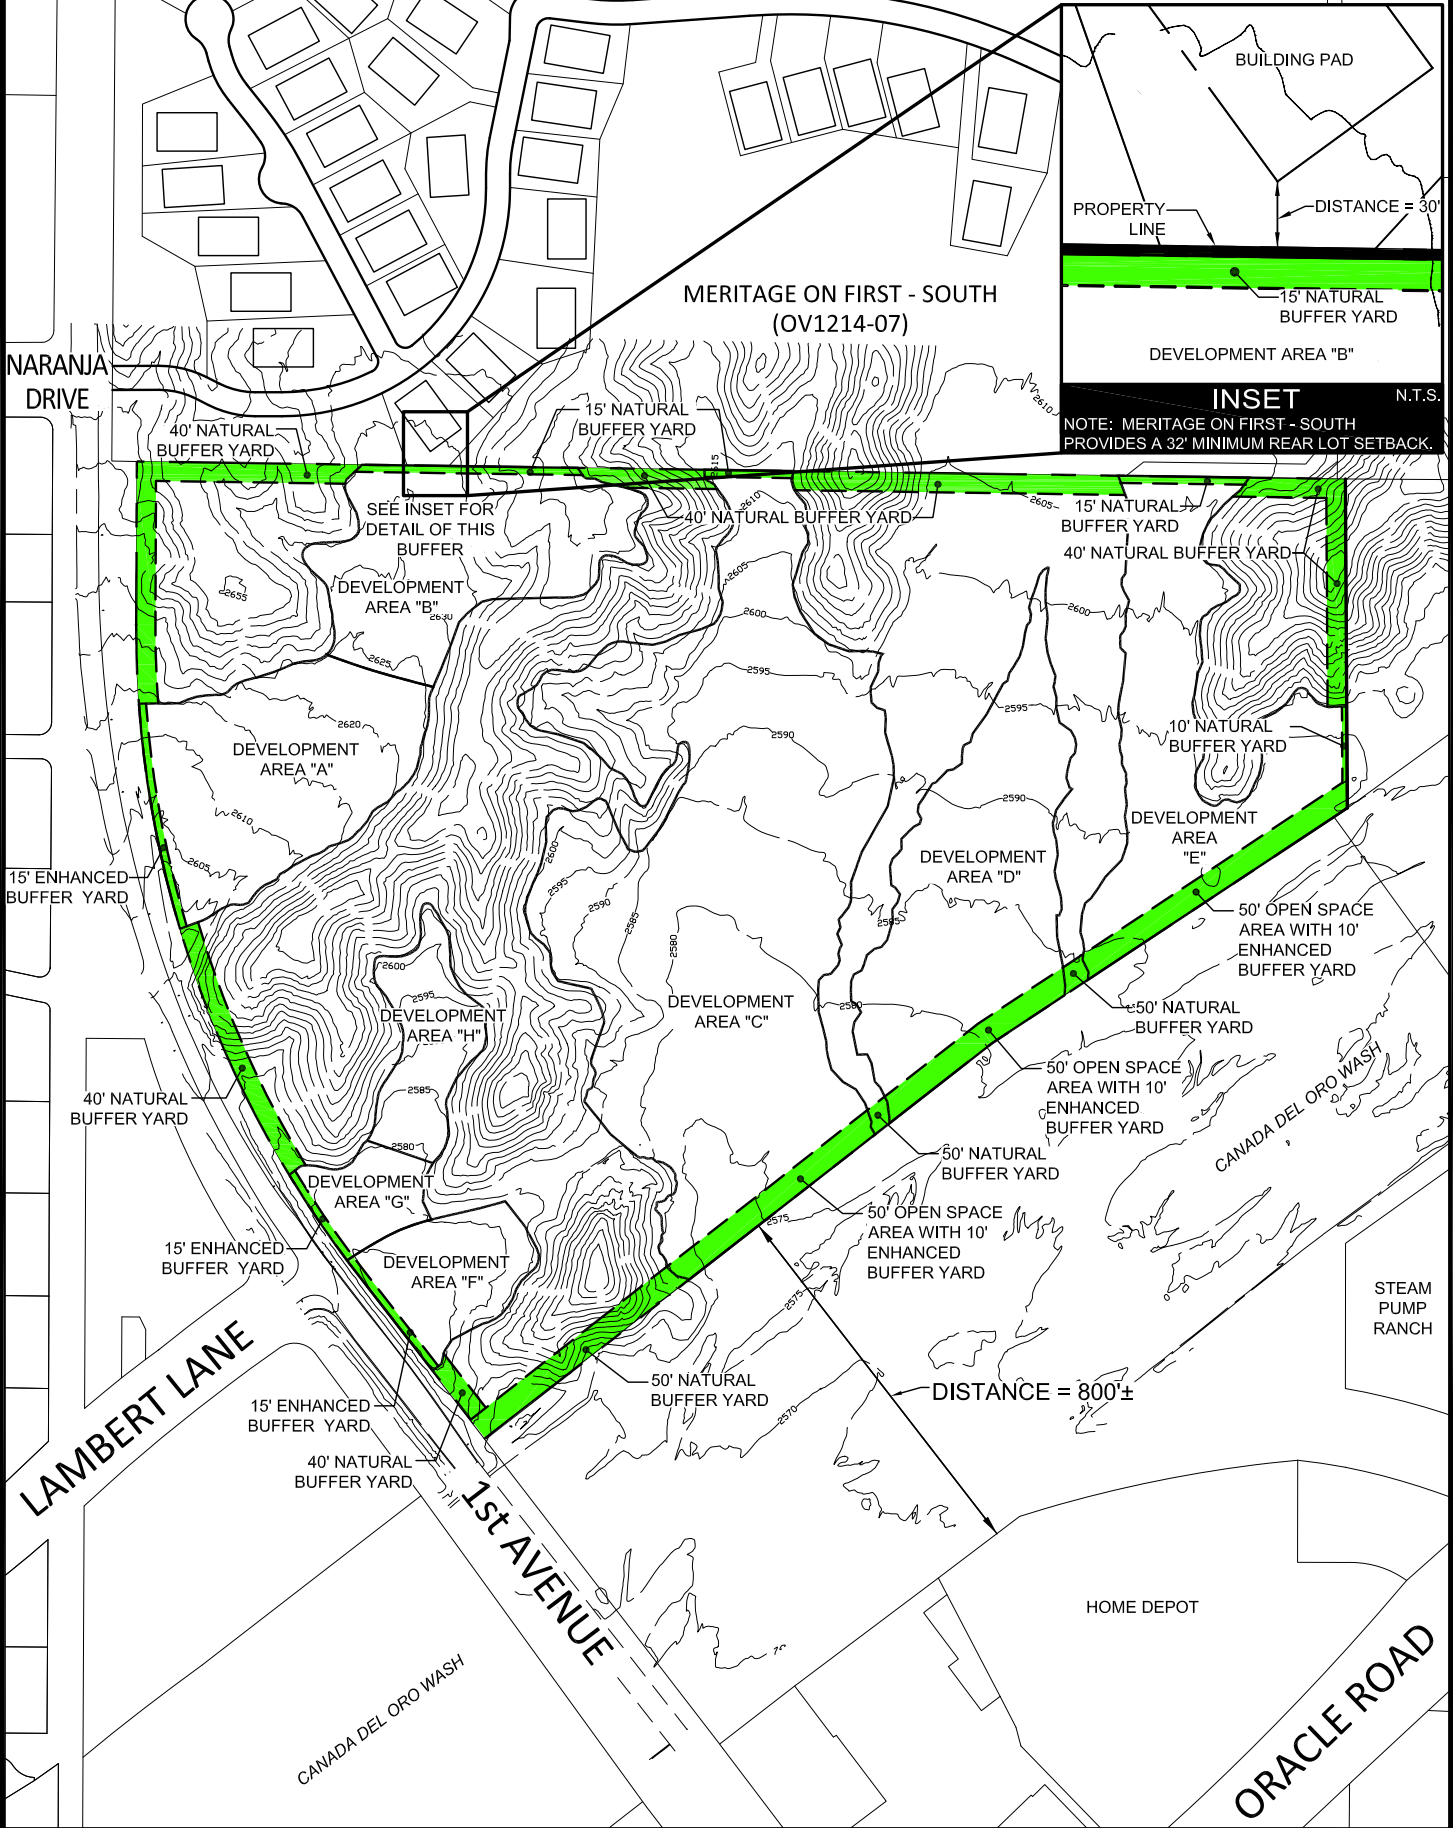 BUILDING PAD
PROPERTY
LINE
DISTANCE = 30'
15' NATURAL
BUFFER YARD
DEVELOPMENT AREA "B"
INSET
N.T.S.
NOTE: MERITAGE ON FIRST - SOUTH
PROVIDES A 32' MINIMUM REAR LOT SETBACK.
MERITAGE ON FIRST - SOUTH
(OV1214-07)
NARANJA
DRIVE
40' NATURAL
BUFFER YARD
15' NATURAL
BUFFER YARD
2610
2615
SEE INSET FOR
DETAIL OF THIS
BUFFER
2610
40' NATURAL BUFFER YARD
2605
15' NATURAL
BUFFER YARD
40' NATURAL BUFFER YARD
2655
DEVELOPMENT
AREA "B"
2630
2605
2600
2600
2625
2595
2595
2620
DEVELOPMENT
AREA "A"
2590
10' NATURAL
BUFFER YARD
2610
2590
DEVELOPMENT
AREA
"E"
2605
2600
DEVELOPMENT
AREA "D"
15' ENHANCED
BUFFER YARD
2595
2590
2585
2585
2580
50' OPEN SPACE
AREA WITH 10'
ENHANCED
BUFFER YARD
2600
2595
DEVELOPMENT
AREA "H"
DEVELOPMENT
AREA "C"
2580
50' NATURAL
BUFFER YARD
50' OPEN SPACE
AREA WITH 10'
ENHANCED
BUFFER YARD
CANADA DEL ORO WASH
40' NATURAL
BUFFER YARD
2585
2580
50' NATURAL
BUFFER YARD
DEVELOPMENT
AREA "G"
50' OPEN SPACE
AREA WITH 10'
ENHANCED
BUFFER YARD
2575
15' ENHANCED
BUFFER YARD
DEVELOPMENT
AREA "F"
2575
STEAM
PUMP
RANCH
LAMBERT LANE
50' NATURAL
BUFFER YARD
DISTANCE = 800'±
2570
15' ENHANCED
BUFFER YARD
40' NATURAL
BUFFER YARD
1st AVENUE
HOME DEPOT
CANADA DEL ORO WASH
ORACLE ROAD